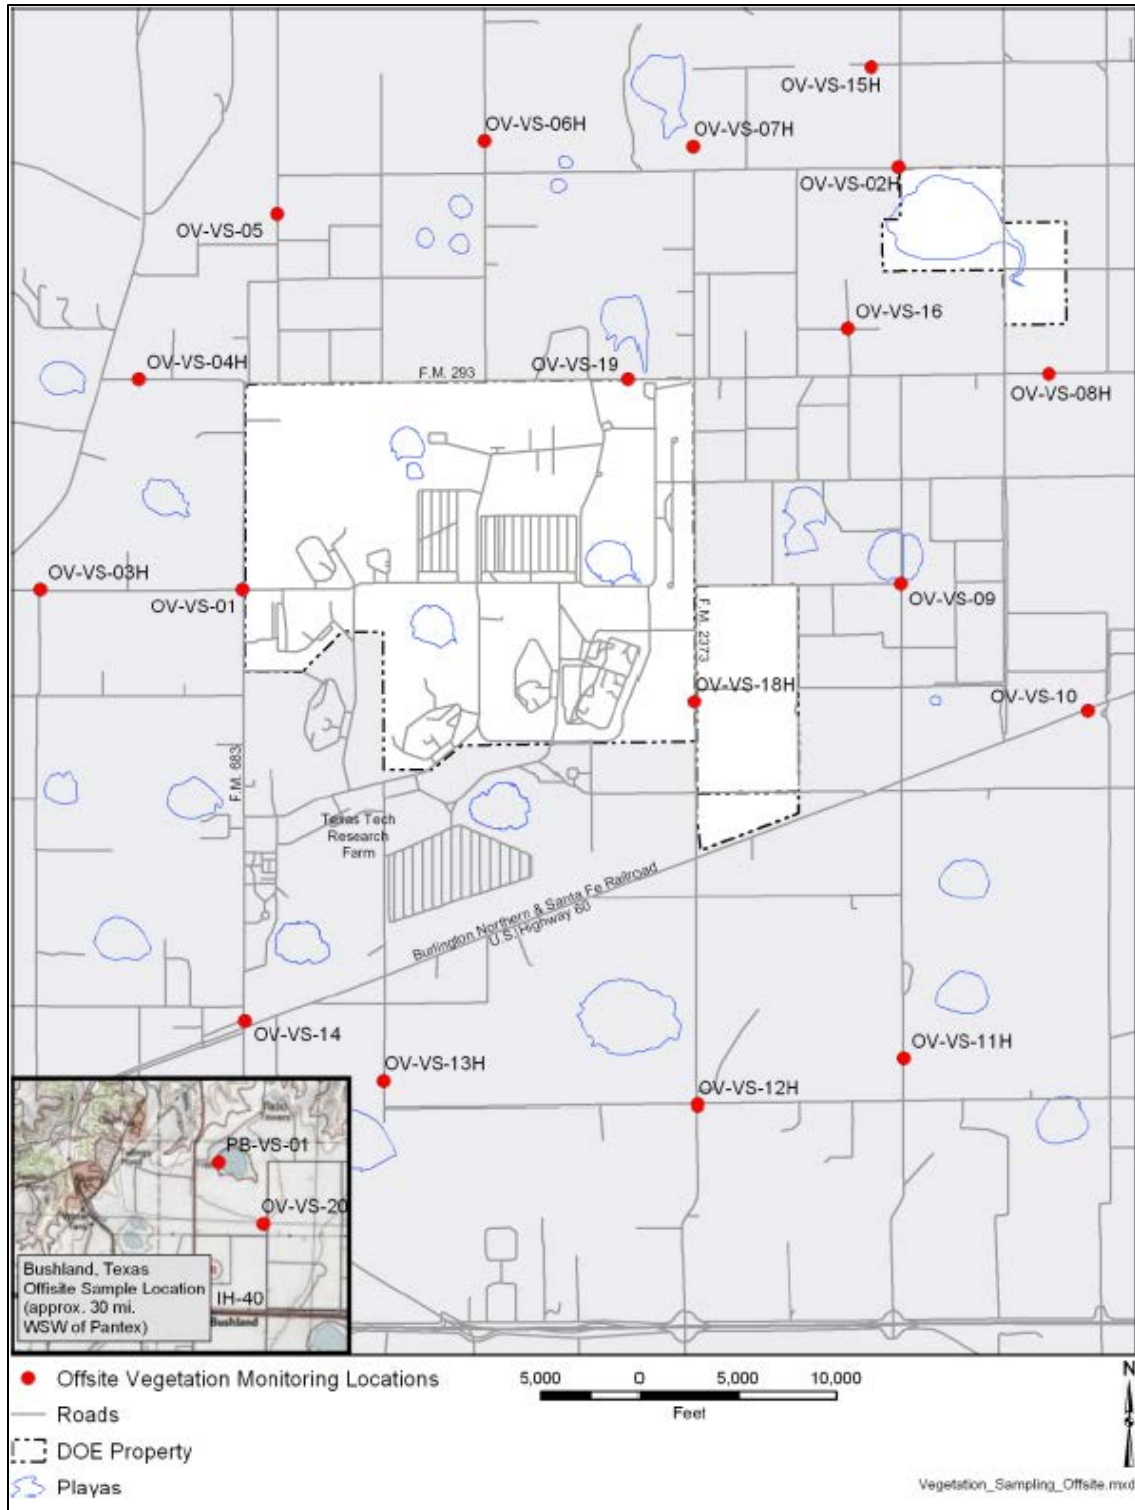 OV-VS-15H
OV-VS-06H
OV-VS-07H
OV-VS-02H
OV-VS-05
OV-VS-16
OV-VS-04H
OV-VS-19
F.M. 293
OV-VS-08H
OV-VS-03H
OV-VS-01
OV-VS-09
F.M. 2373
OV-VS-18H
OV-VS-10
F.M. 683
Texas Tech
Research
Farm
Burlington Northern & Santa Fe Railroad
U.S. Highway 60
OV-VS-14
OV-VS-13H
OV-VS-11H
OV-VS-12H
PB-VS-01
OV-VS-20
Bushland, Texas
Offisite Sample Location
(approx. 30 mi.
WSW of Pantex)
IH-40
Bushland
Offsite Vegetation Monitoring Locations
Roads
DOE Property
Playas
5,000 0 5,000 10,000
Feet
N
Vegetation_Sampling_Offsite.mxd